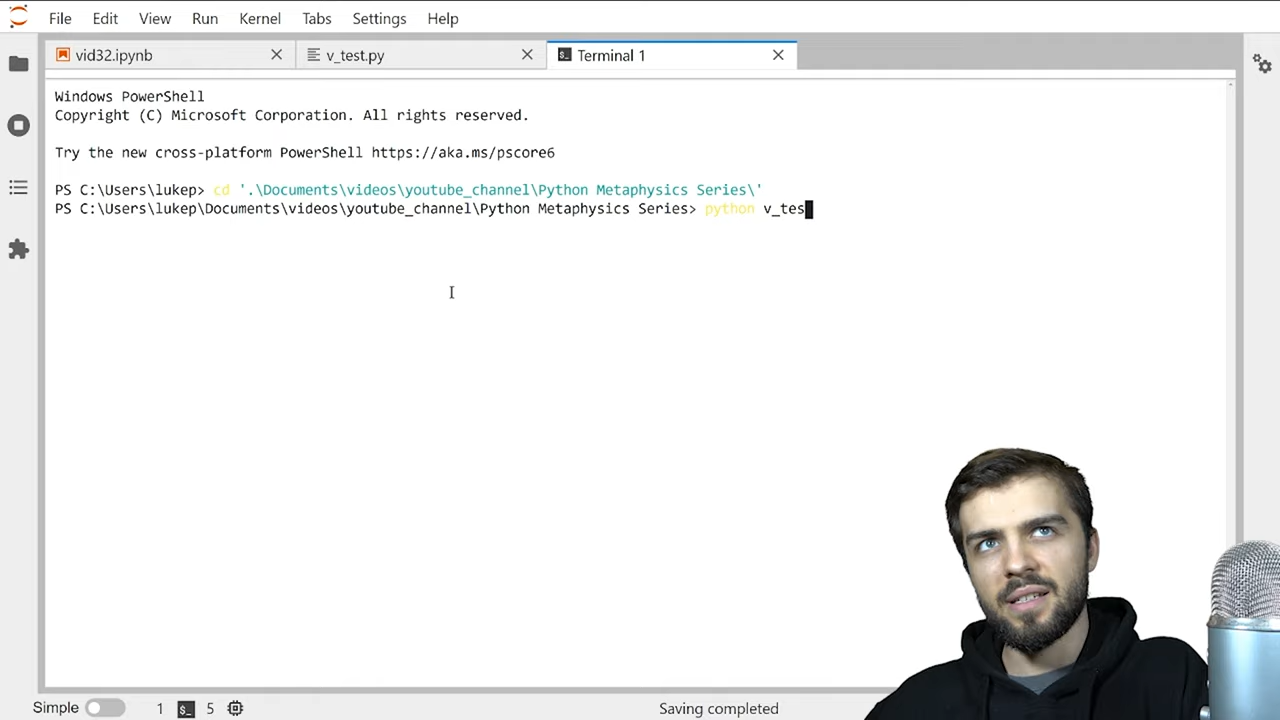 File Edit View Run Kernel Tabs Settings Help
vid32.ipynb v_test.py Terminal 1
Windows PowerShell
Copyright (C) Microsoft Corporation. All rights reserved.
Try the new cross-platform PowerShell https://aka.ms/pscore6
PS C:\Users\lukep> cd '.\Documents\videos\youtube_channel\Python Metaphysics Series\'
PS C:\Users\lukep\Documents\videos\youtube_channel\Python Metaphysics Series> python v_tes
Simple 1 $_ 5 Saving completed